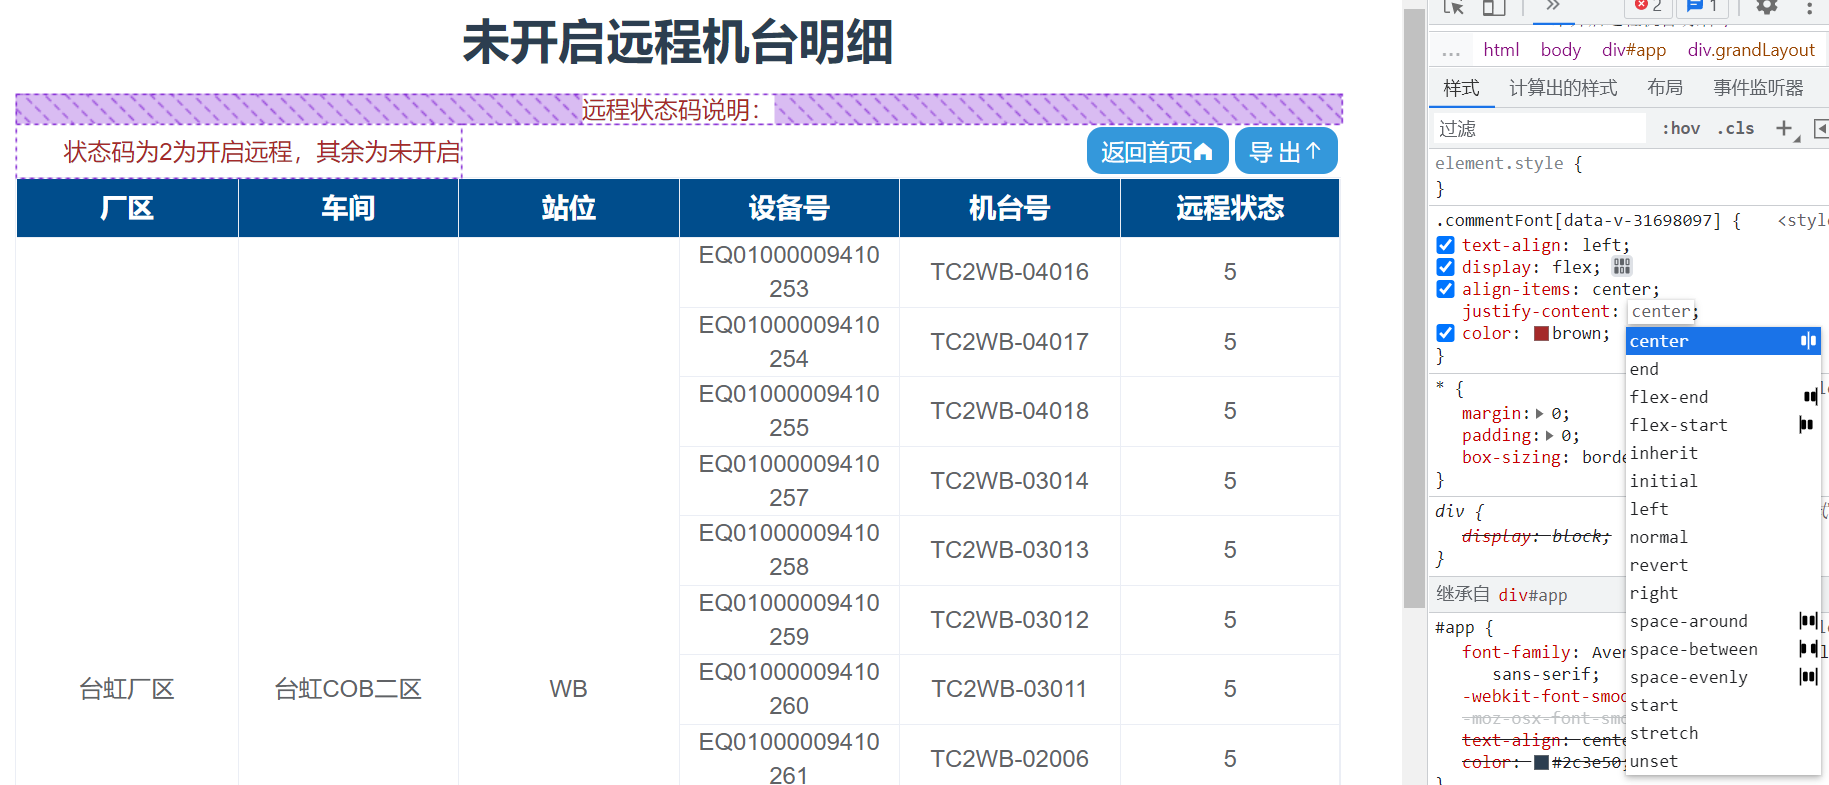 未开启远程机台明细
远程状态码说明：
状态码为2为开启远程，其余为未开启
返回首页
导 出
厂区 车间 站位 设备号 机台号 远程状态
EQ01000009410253 TC2WB-04016 5
EQ01000009410254 TC2WB-04017 5
EQ01000009410255 TC2WB-04018 5
EQ01000009410257 TC2WB-03014 5
EQ01000009410258 TC2WB-03013 5
EQ01000009410259 TC2WB-03012 5
台虹厂区 台虹COB二区 WB EQ01000009410260 TC2WB-03011 5
EQ01000009410261 TC2WB-02006 5
2 1
... html body div#app div.grandLayout
样式 计算出的样式 布局 事件监听器
过滤 :hov .cls +
element.style {
}
.commentFont[data-v-31698097] { <style
text-align: left;
display: flex;
align-items: center;
justify-content: center;
color: brown;
}
* {
margin: 0;
padding: 0;
box-sizing: borde
}
div {
display: block;
}
继承自 div#app
#app {
font-family: Aven
sans-serif;
-webkit-font-smoo
-moz-osx-font-smo
text-align: cente
color: #2c3e50;
}
center
end
flex-end
flex-start
inherit
initial
left
normal
revert
right
space-around
space-between
space-evenly
start
stretch
unset